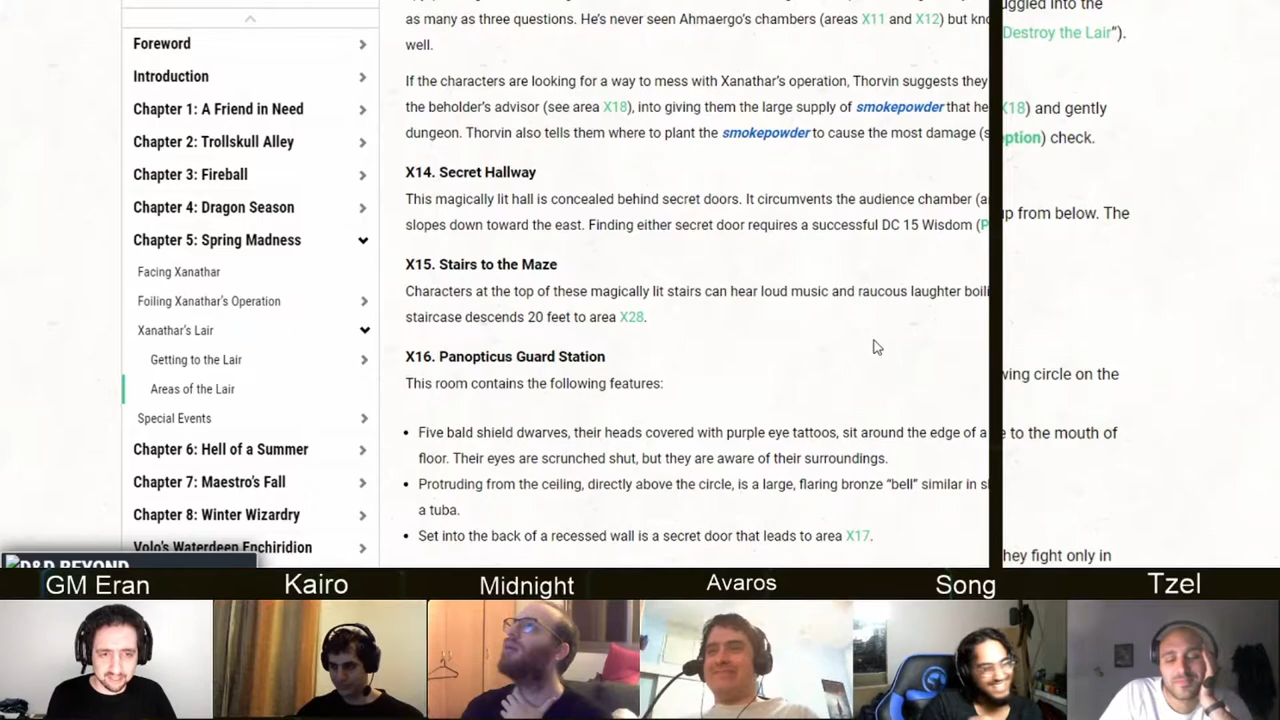 Foreword
Introduction
Chapter 1: A Friend in Need
Chapter 2: Trollskull Alley
Chapter 3: Fireball
Chapter 4: Dragon Season
Chapter 5: Spring Madness
Facing Xanathar
Foiling Xanathar's Operation
Xanathar's Lair
Getting to the Lair
Areas of the Lair
Special Events
Chapter 6: Hell of a Summer
Chapter 7: Maestro's Fall
Chapter 8: Winter Wizardry
Volo's Waterdeep Enchiridion
D&D BEYOND
as many as three questions. He's never seen Ahmaergo's chambers (areas X11 and X12) but
well.
If the characters are looking for a way to mess with Xanathar's operation, Thorvin suggests they
the beholder's advisor (see area X18), into giving them the large supply of smokepowder that he
dungeon. Thorvin also tells them where to plant the smokepowder to cause the most damage
X14. Secret Hallway
This magically lit hall is concealed behind secret doors. It circumvents the audience chamber
slopes down toward the east. Finding either secret door requires a successful DC 15 Wisdom (P
X15. Stairs to the Maze
Characters at the top of these magically lit stairs can hear loud music and raucous laughter boili
staircase descends 20 feet to area X28.
X16. Panopticus Guard Station
This room contains the following features:
• Five bald shield dwarves, their heads covered with purple eye tattoos, sit around the edge of a
floor. Their eyes are scrunched shut, but they are aware of their surroundings.
• Protruding from the ceiling, directly above the circle, is a large, flaring bronze “bell” similar in
a tuba.
• Set into the back of a recessed wall is a secret door that leads to area X17.
uggled into the
Destroy the Lair”).
X18) and gently
ption) check.
up from below. The
wing circle on the
e to the mouth of
hey fight only in
GM Eran
Kairo
Midnight
Avaros
Song
Tzel